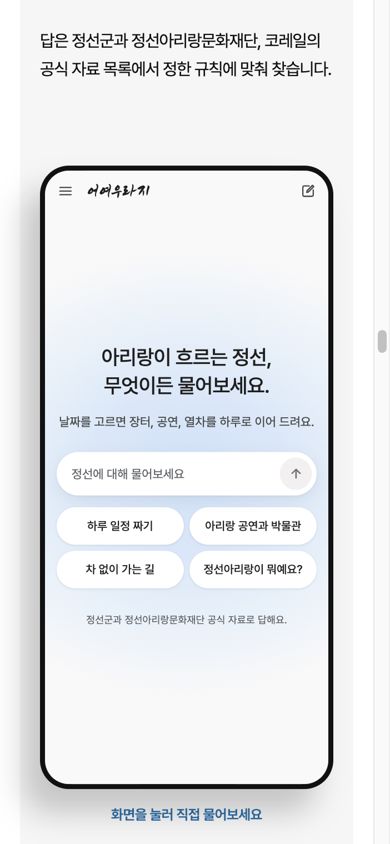 답은 정선군과 정선아리랑문화재단, 코레일의
공식 자료 목록에서 정한 규칙에 맞춰 찾습니다.
어여우라지
아리랑이 흐르는 정선,
무엇이든 물어보세요.
날짜를 고르면 장터, 공연, 열차를 하루로 이어 드려요.
정선에 대해 물어보세요
하루 일정 짜기
아리랑 공연과 박물관
차 없이 가는 길
정선아리랑이 뭐예요?
정선군과 정선아리랑문화재단 공식 자료로 답해요.
화면을 눌러 직접 물어보세요